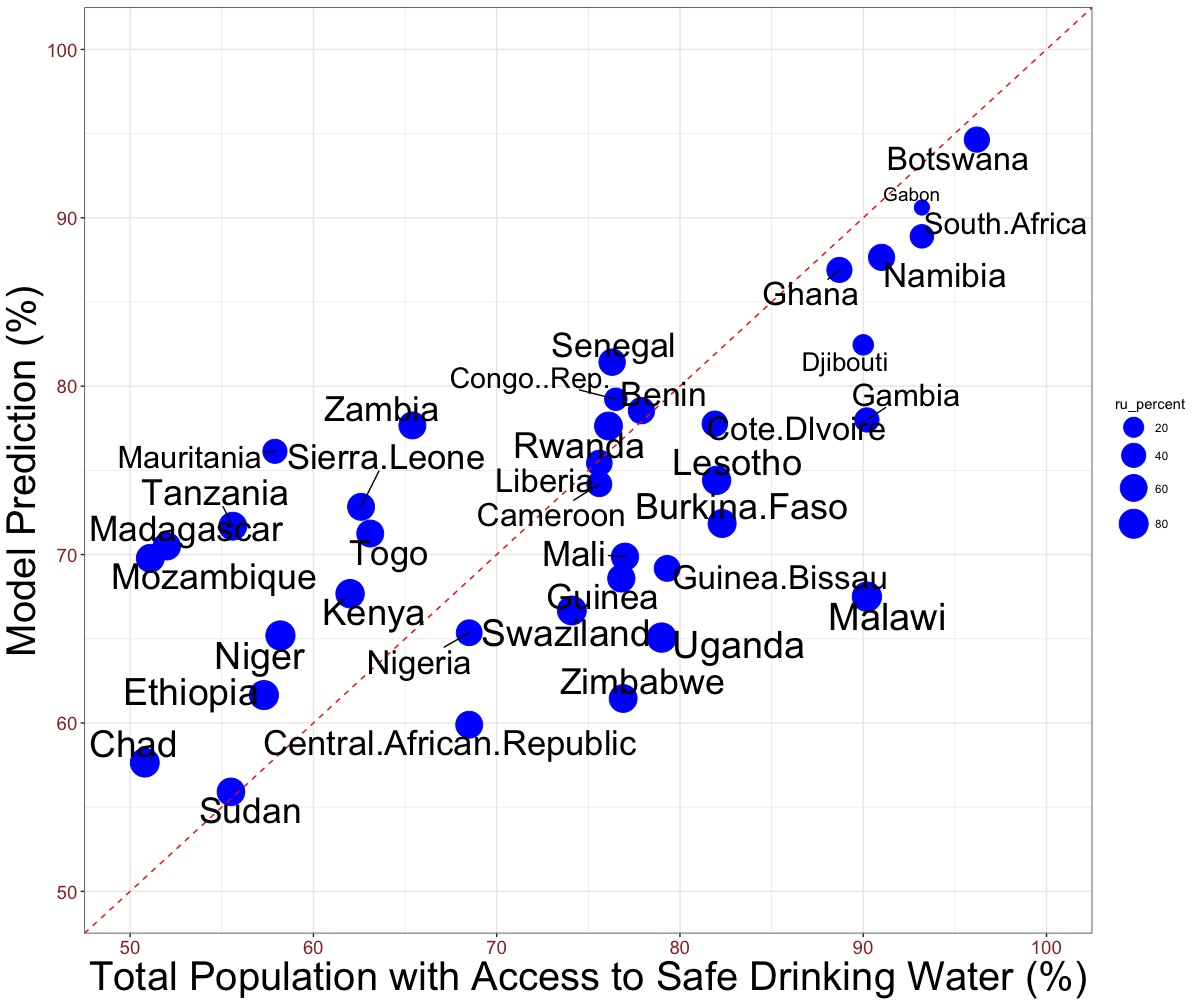 Model Prediction (%)
100
90
80
70
60
50
Botswana
Gabon
South.Africa
Namibia
Ghana
Senegal
Djibouti
Congo..Rep.
Benin
Gambia
Zambia
Cote.DIvoire
Rwanda
Mauritania
Sierra.Leone
Lesotho
Liberia
Tanzania
Burkina.Faso
Cameroon
Madagascar
Togo
Mali
Mozambique
Guinea.Bissau
Guinea
Kenya
Malawi
Swaziland
Uganda
Niger
Nigeria
Zimbabwe
Ethiopia
Chad
Central.African.Republic
Sudan
50 60 70 80 90 100
Total Population with Access to Safe Drinking Water (%)
ru_percent
20
40
60
80